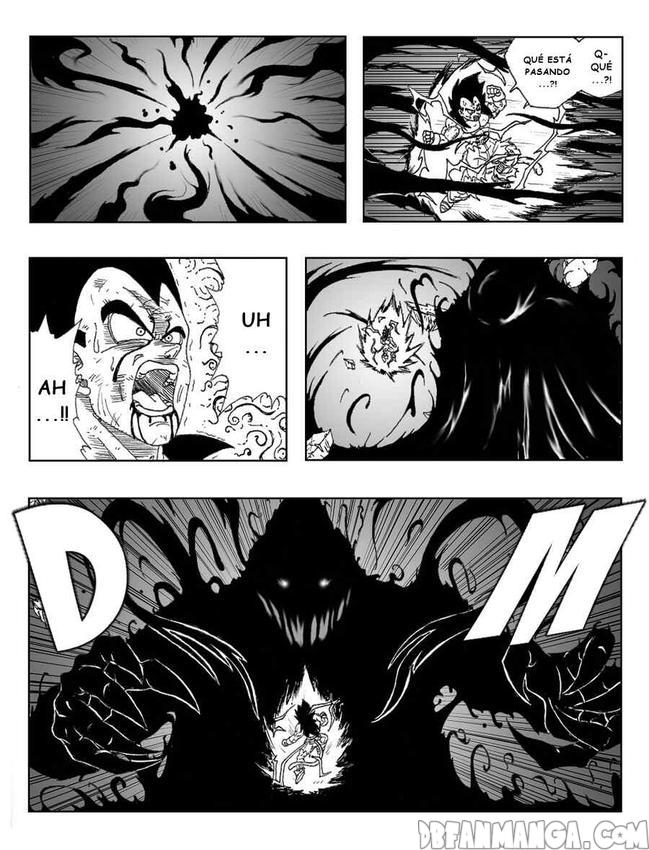 Q-
QUÉ
...?!
QUÉ ESTÁ
PASANDO
...?!
UH
...
AH
...!!
D M
DBFANMANGA.COM